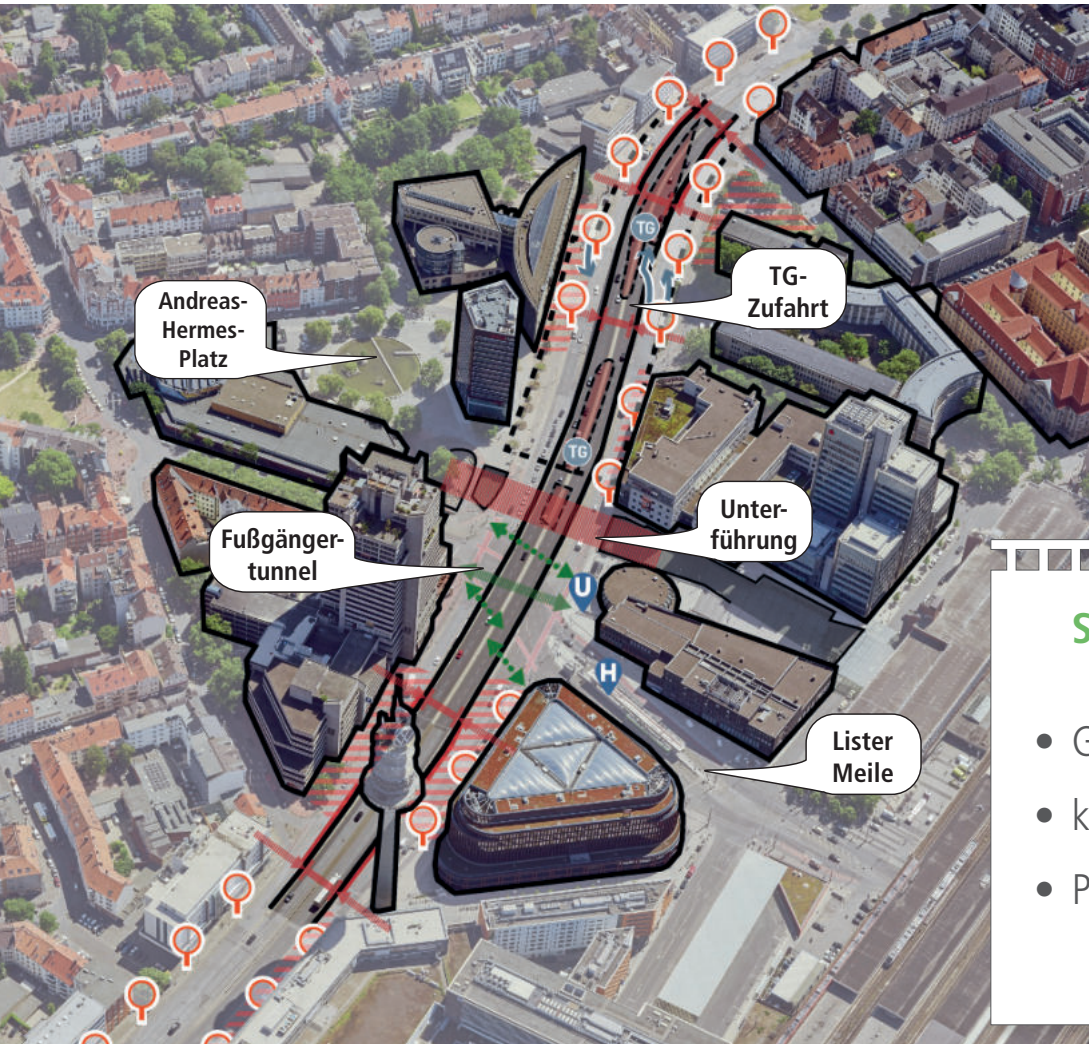 TG
TG-
Zufahrt
Andreas-
Hermes-
Platz
TG
Unter-
führung
Fußgänger-
tunnel
U
H
Lister
Meile
S
• G
• k
• P